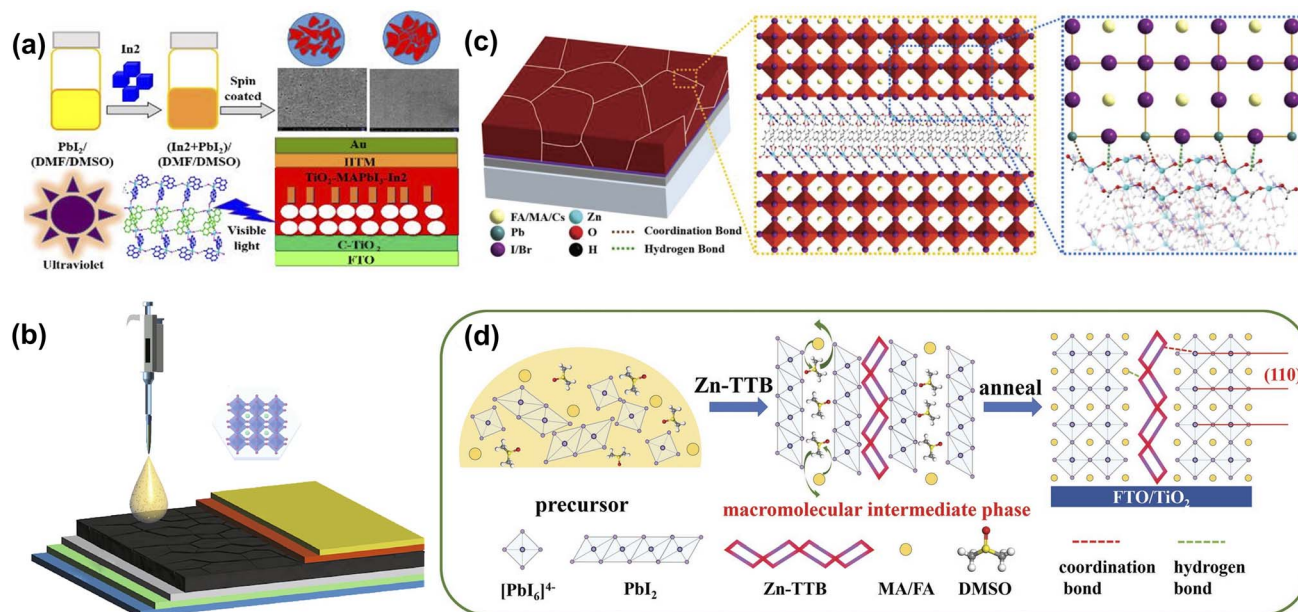 (a)
In2
Spin
coated
PbI2/
(DMF/DMSO)
(In2+PbI2)/
(DMF/DMSO)
Ultraviolet
Visible
light
Au
HTM
TiO2-MAPbI3-In2
C-TiO2
FTO
(c)
FA/MA/Cs
Zn
Pb
O
Coordination Bond
I/Br
H
Hydrogen Bond
(b)
(d)
Zn-TTB
anneal
(110)
FTO/TiO2
precursor
macromolecular intermediate phase
[PbI6]4-
PbI2
Zn-TTB
MA/FA
DMSO
coordination
bond
hydrogen
bond